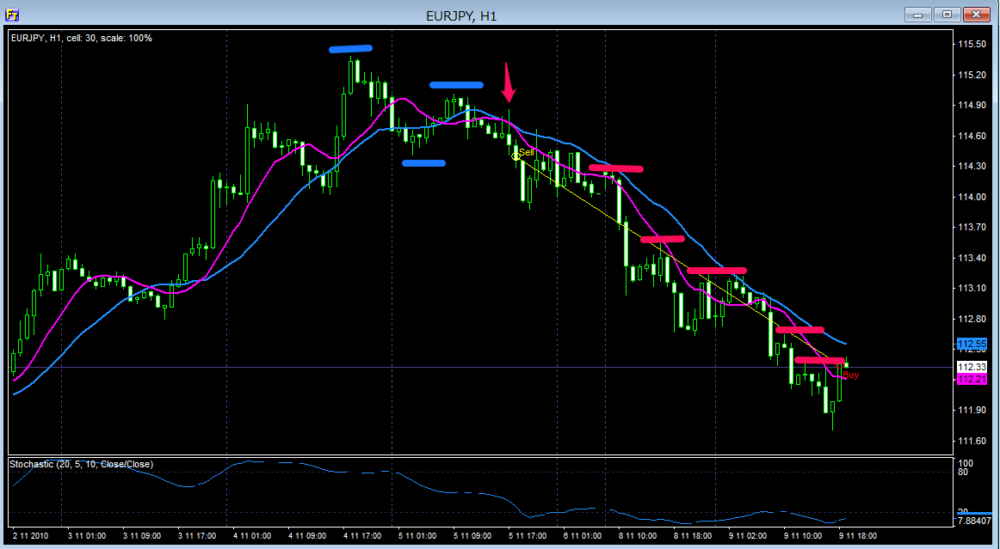 FT
EURJPY, H1
EURJPY, H1, cell: 30, scale: 100%
115.50
115.20
114.90
114.60
Sell
114.30
114.00
113.70
113.40
113.10
112.80
112.55
112.33
Buy
112.21
111.90
111.60
Stochastic (20, 5, 10, Close/Close)
100
80
20
7.88407
2 11 2010
3 11 01:00
3 11 09:00
3 11 17:00
4 11 01:00
4 11 09:00
4 11 17:00
5 11 01:00
5 11 09:00
5 11 17:00
6 11 01:00
8 11 10:00
8 11 18:00
9 11 02:00
9 11 10:00
9 11 18:00